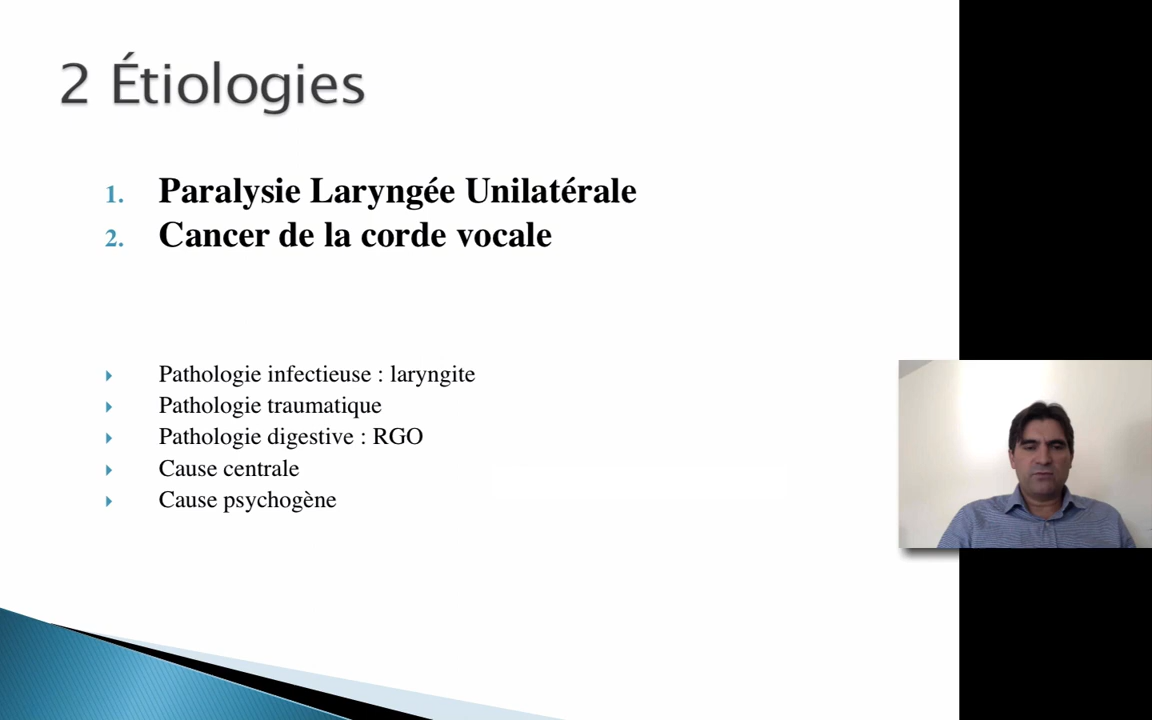 2 Étiologies
1. Paralysie Laryngée Unilatérale
2. Cancer de la corde vocale
Pathologie infectieuse : laryngite
Pathologie traumatique
Pathologie digestive : RGO
Cause centrale
Cause psychogène